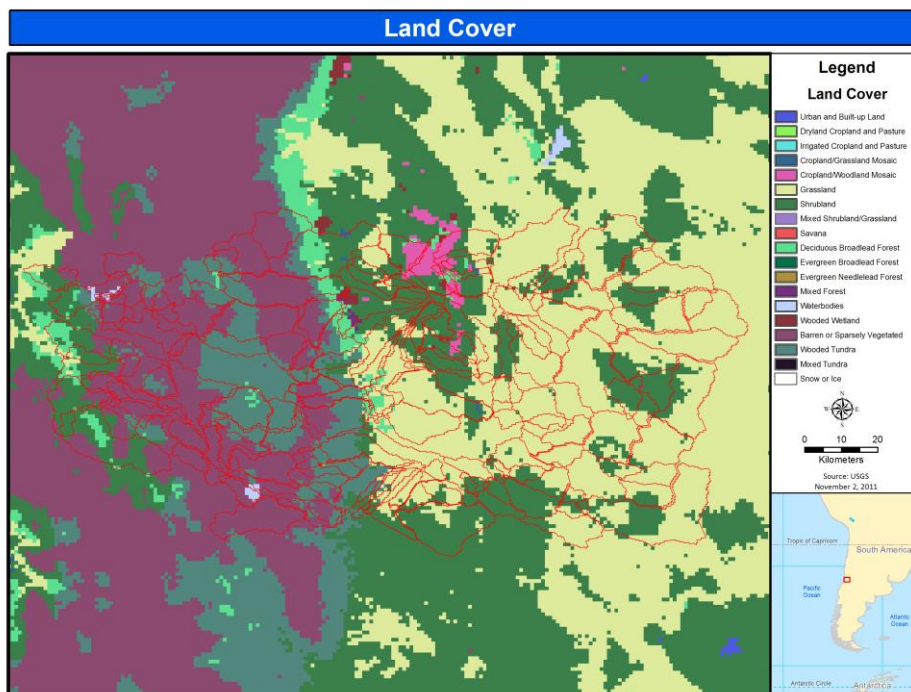 Land Cover
Legend
Land Cover
Urban and Built-up Land
Dryland Cropland and Pasture
Irrigated Cropland and Pasture
Cropland/Grassland Mosaic
Cropland/Woodland Mosaic
Grassland
Shrubland
Mixed Shrubland/Grassland
Savana
Deciduous Broadlead Forest
Evergreen Broadlead Forest
Evergreen Needlelead Forest
Mixed Forest
Waterbodies
Wooded Wetland
Barren or Sparsely Vegetated
Wooded Tundra
Mixed Tundra
Snow or Ice
N
W E
S
0 10 20
Kilometers
Source: USGS
November 2, 2011
Tropic of Capricorn
South America
Pacific
Ocean
Atlantic
Ocean
Antarctic Circle
Antarctica